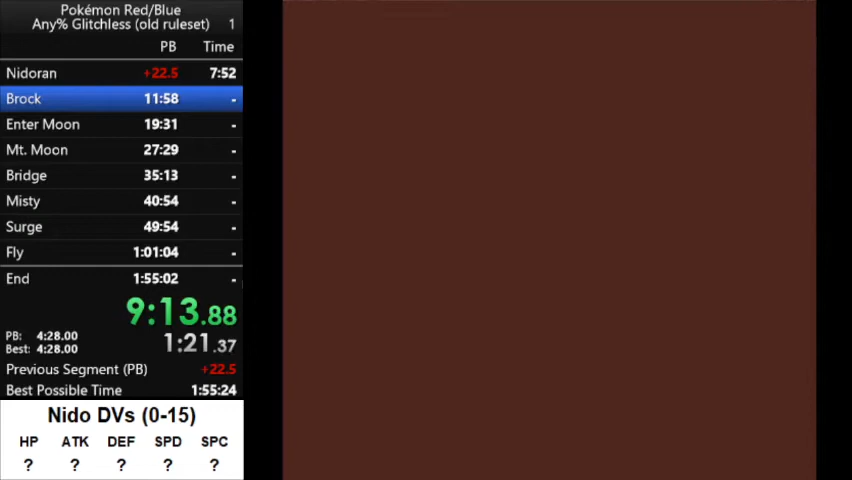 Pokémon Red/Blue
Any% Glitchless (old ruleset) 1
PB Time
Nidoran +22.5 7:52
Brock 11:58 -
Enter Moon 19:31 -
Mt. Moon 27:29 -
Bridge 35:13 -
Misty 40:54 -
Surge 49:54 -
Fly 1:01:04 -
End 1:55:02 -
9:13.88
PB: 4:28.00
Best: 4:28.00
1:21.37
Previous Segment (PB) +22.5
Best Possible Time 1:55:24
Nido DVs (0-15)
HP ATK DEF SPD SPC
? ? ? ? ?